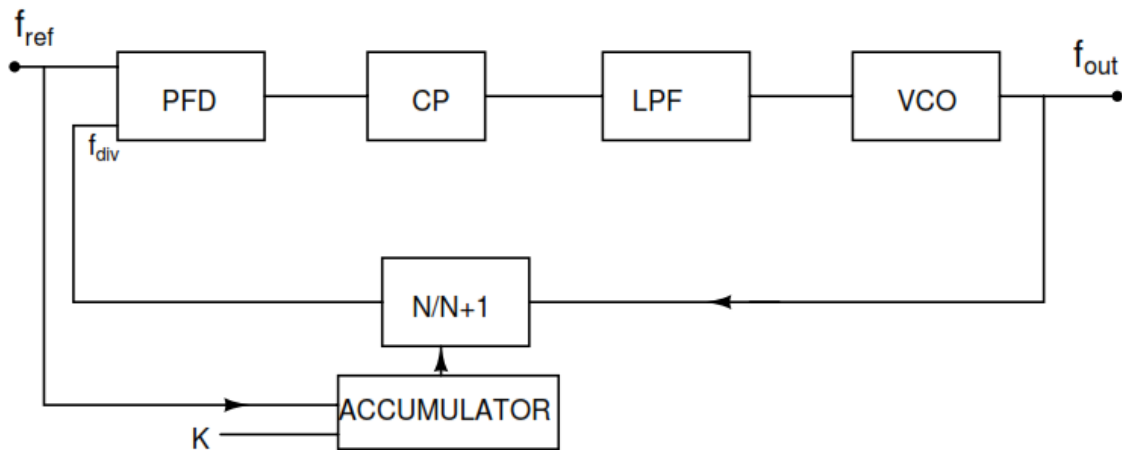 f_ref
PFD
CP
LPF
VCO
f_out
f_div
N/N+1
ACCUMULATOR
K